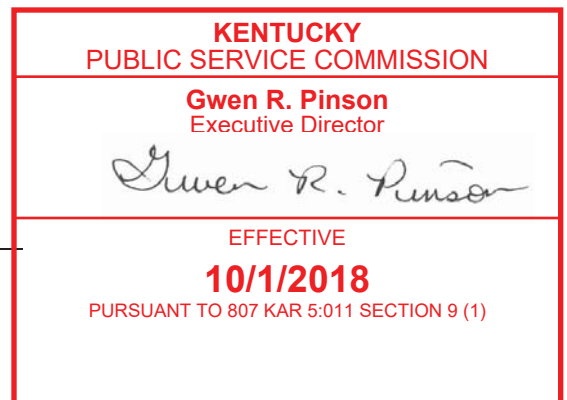 KENTUCKY
PUBLIC SERVICE COMMISSION
Gwen R. Pinson
Executive Director
Gwen R. Pinson
EFFECTIVE
10/1/2018
PURSUANT TO 807 KAR 5:011 SECTION 9 (1)